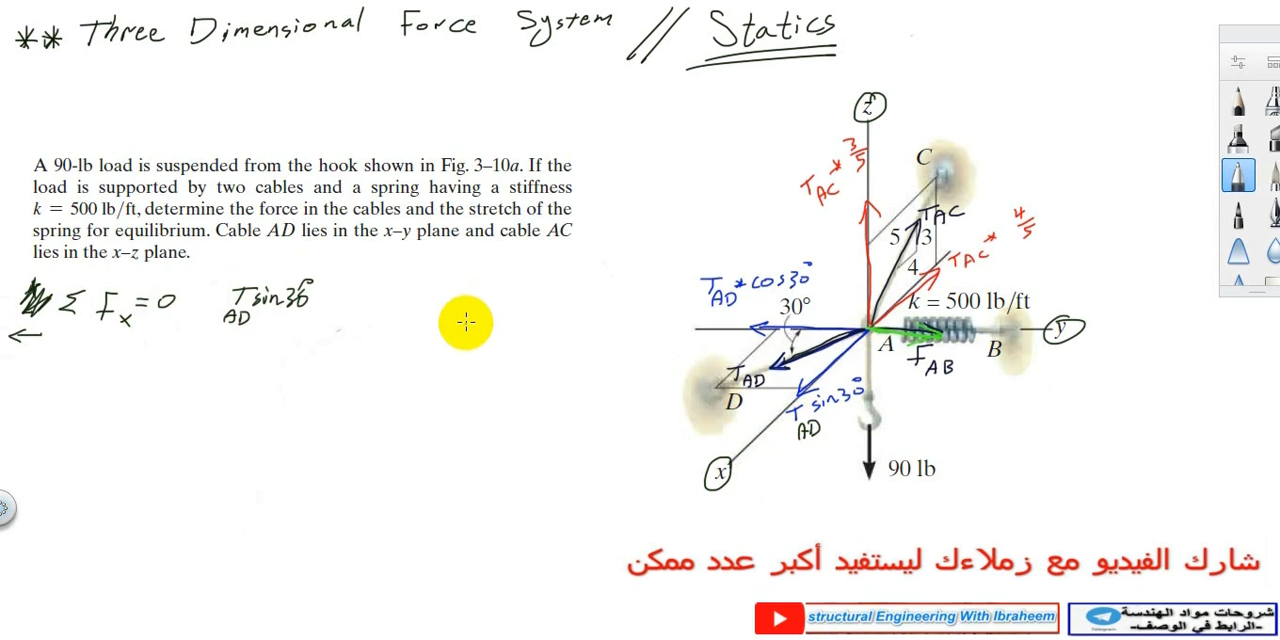 ** Three Dimensional Force System // Statics
A 90-lb load is suspended from the hook shown in Fig. 3–10a. If the
load is supported by two cables and a spring having a stiffness
k = 500 lb/ft, determine the force in the cables and the stretch of the
spring for equilibrium. Cable AD lies in the x–y plane and cable AC
lies in the x–z plane.
Σ Fx = 0 TAD sin30°
←
z
TAC * 3/5
C
TAC
5
3
4
TAC * 4/5
TAD * cos30°
30°
k = 500 lb/ft
y
A
B
FAB
TAD
D
TAD sin30°
x
90 lb
شارك الفيديو مع زملاءك ليستفيد أكبر عدد ممكن
structural Engineering With Ibraheem
شروحات مواد الهندسة
-الرابط في الوصف-